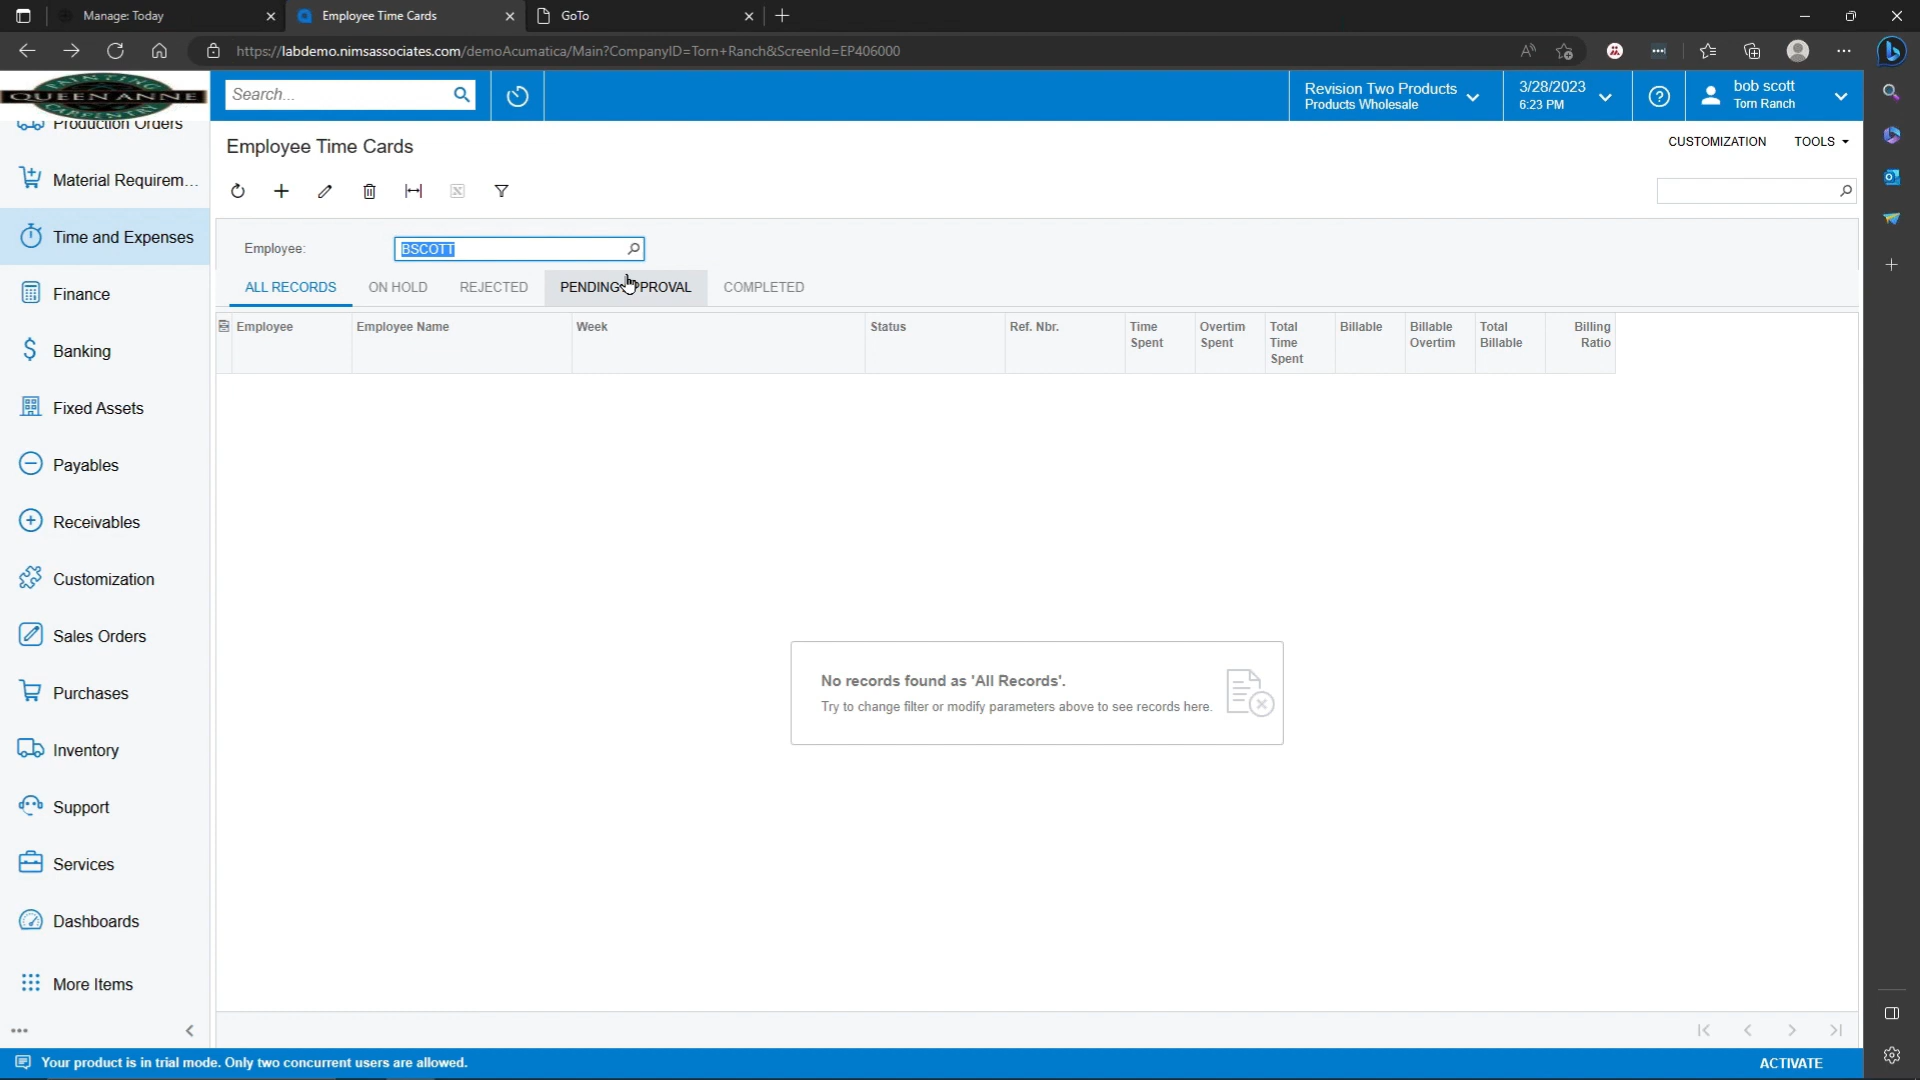 Manage: Today
Employee Time Cards
GoTo
https://labdemo.nimsassociates.com/demoAcumatica/Main?CompanyID=Torn+Ranch&ScreenId=EP406000
PAINTING
QUEEN ANNE
CARPENTRY
Search...
Revision Two Products
Products Wholesale
3/28/2023
6:23 PM
bob scott
Torn Ranch
Production Orders
Material Requirem...
Time and Expenses
Finance
Banking
Fixed Assets
Payables
Receivables
Customization
Sales Orders
Purchases
Inventory
Support
Services
Dashboards
More Items
Employee Time Cards
CUSTOMIZATION TOOLS
Employee: BSCOTT
ALL RECORDS ON HOLD REJECTED PENDING APPROVAL COMPLETED
Employee Employee Name Week Status Ref. Nbr. Time Spent Overtim Spent Total Time Spent Billable Billable Overtim Total Billable Billing Ratio
No records found as 'All Records'.
Try to change filter or modify parameters above to see records here.
Your product is in trial mode. Only two concurrent users are allowed.
ACTIVATE